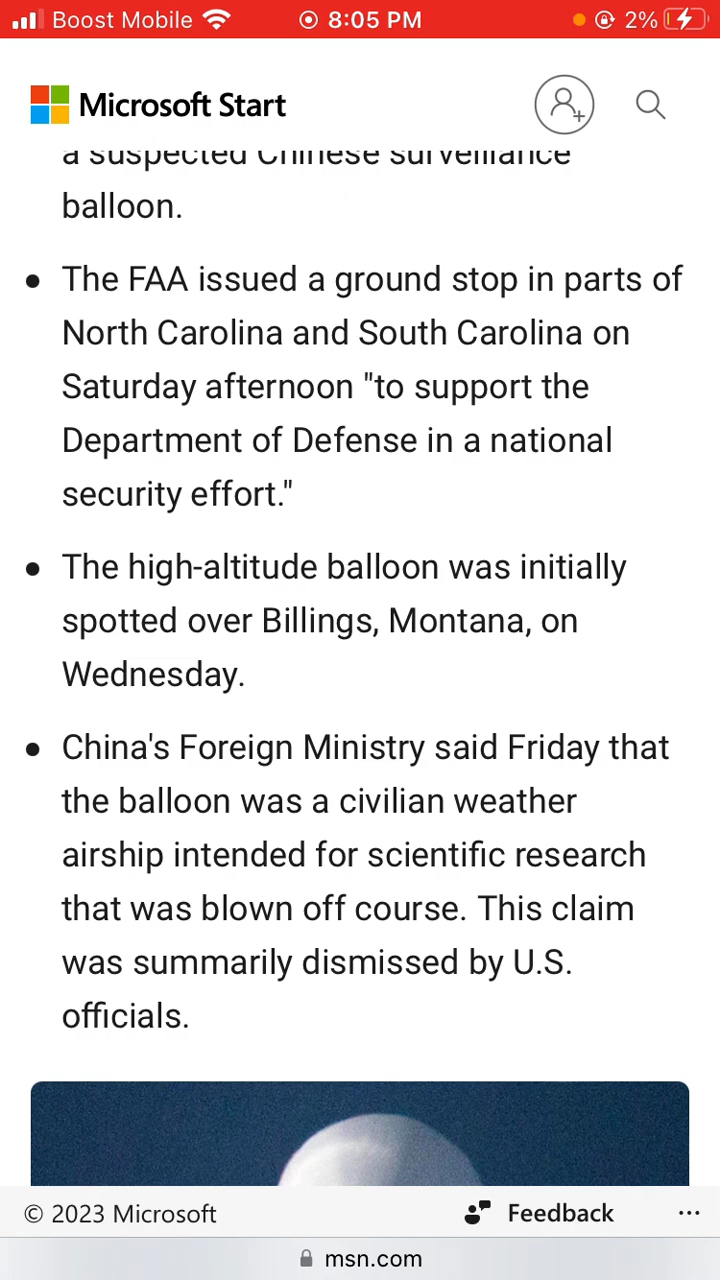 Boost Mobile 8:05 PM 2%
Microsoft Start
a suspected Chinese surveillance
balloon.
• The FAA issued a ground stop in parts of
North Carolina and South Carolina on
Saturday afternoon "to support the
Department of Defense in a national
security effort."
• The high-altitude balloon was initially
spotted over Billings, Montana, on
Wednesday.
• China's Foreign Ministry said Friday that
the balloon was a civilian weather
airship intended for scientific research
that was blown off course. This claim
was summarily dismissed by U.S.
officials.
© 2023 Microsoft Feedback ...
msn.com